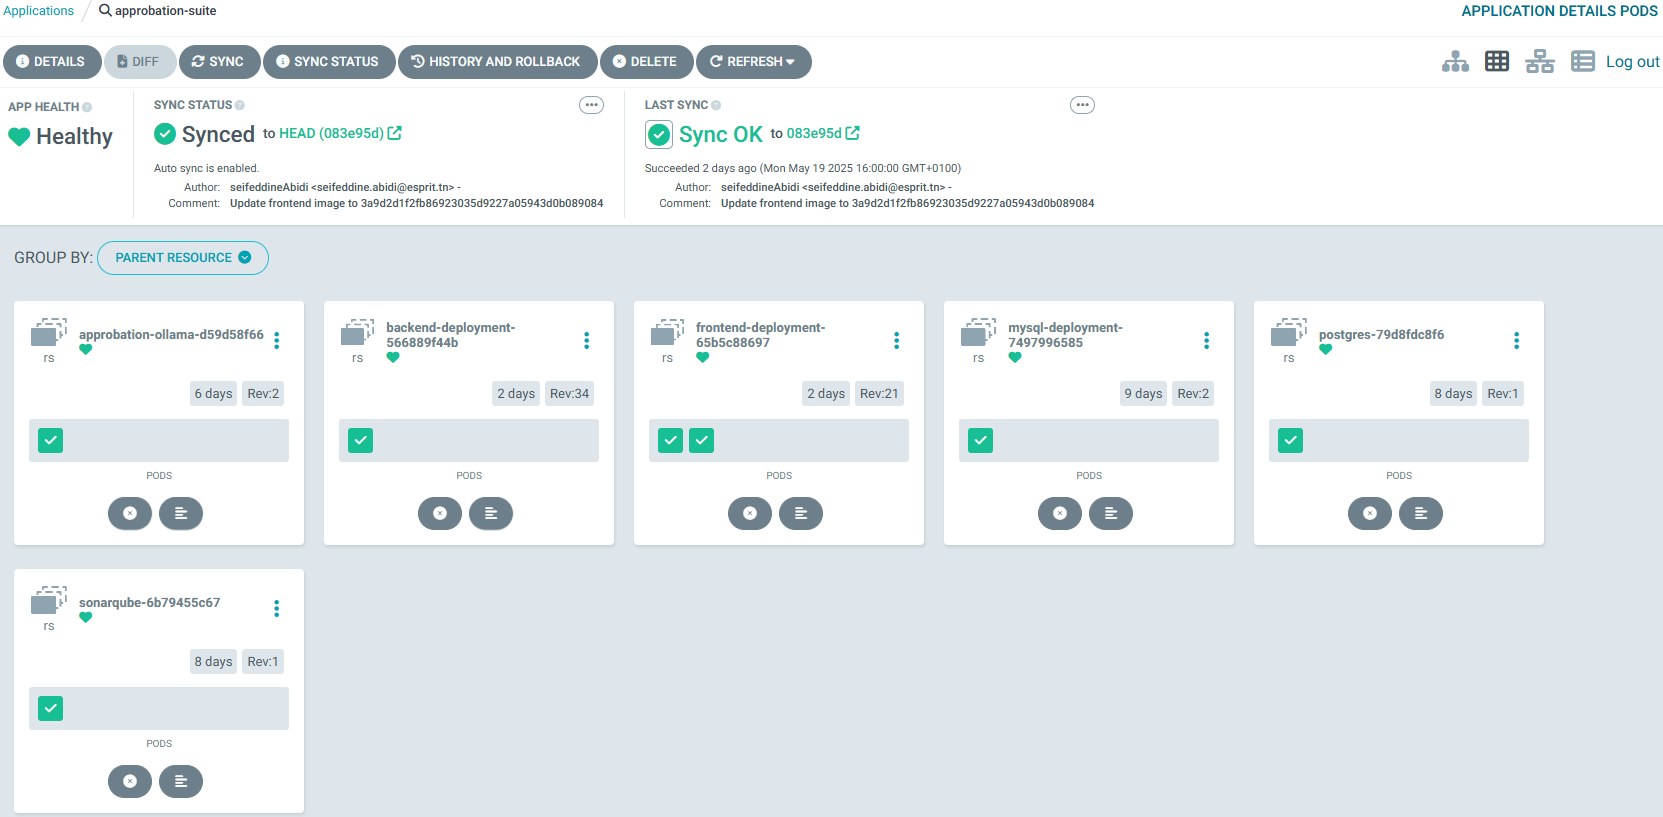 Applications
approbation-suite
APPLICATION DETAILS PODS
DETAILS
DIFF
SYNC
SYNC STATUS
HISTORY AND ROLLBACK
DELETE
REFRESH
Log out
APP HEALTH
Healthy
SYNC STATUS
Synced to HEAD (083e95d)
Auto sync is enabled.
Author: seifeddineAbidi <seifeddine.abidi@esprit.tn> -
Comment: Update frontend image to 3a9d2d1f2fb86923035d9227a05943d0b089084
LAST SYNC
Sync OK to 083e95d
Succeeded 2 days ago (Mon May 19 2025 16:00:00 GMT+0100)
Author: seifeddineAbidi <seifeddine.abidi@esprit.tn> -
Comment: Update frontend image to 3a9d2d1f2fb86923035d9227a05943d0b089084
GROUP BY: PARENT RESOURCE
rs
approbation-ollama-d59d58f66
6 days Rev:2
PODS
rs
backend-deployment-
566889f44b
2 days Rev:34
PODS
rs
frontend-deployment-
65b5c88697
2 days Rev:21
PODS
rs
mysql-deployment-
7497996585
9 days Rev:2
PODS
rs
postgres-79d8fdc8f6
8 days Rev:1
PODS
rs
sonarqube-6b79455c67
8 days Rev:1
PODS